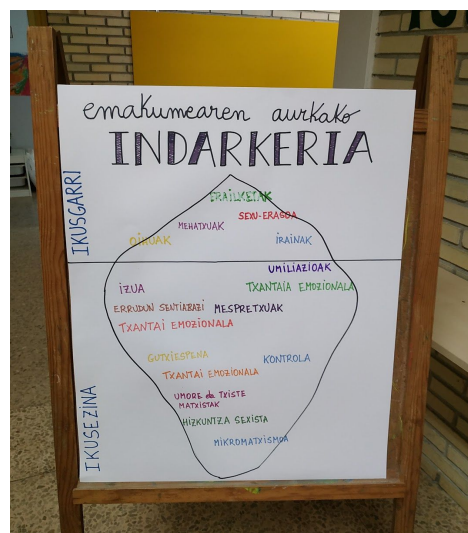 emakumearen aurkako
INDARKERIA
IKUSGARRI
ERAILKETAK
SEXU-ERASOA
MEHATXUAK
OIHUAK
iRAiNAK
UMiLiAZiOAK
iZUA
TXANTAiA EMOZiONALA
ERRUDUN SENTiARAZi
MESPRETXUAK
TXANTAi EMOZiONALA
GUTXiESPENA
KONTROLA
TXANTAi EMOZiONALA
UMORE da TXiSTE
MATXiSTAK
HiZKUNTZA SEXiSTA
MiKROMATXiSMOA
IKUSEZINA